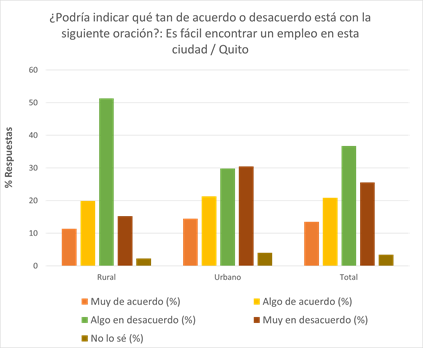 ¿Podría indicar qué tan de acuerdo o desacuerdo está con la
siguiente oración?: Es fácil encontrar un empleo en esta
ciudad / Quito
% Respuestas
60
50
40
30
20
10
0
Rural
Urbano
Total
Muy de acuerdo (%)
Algo de acuerdo (%)
Algo en desacuerdo (%)
Muy en desacuerdo (%)
No lo sé (%)